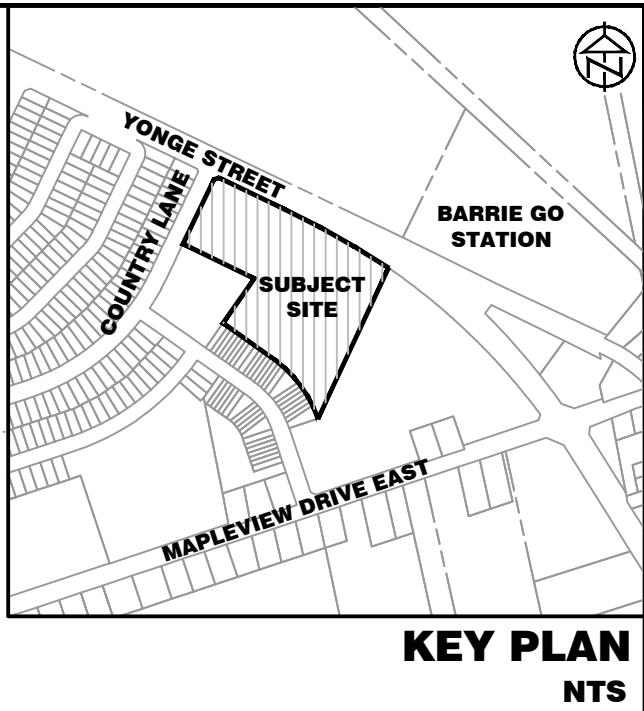 YONGE STREET
COUNTRY LANE
BARRIE GO
STATION
SUBJECT
SITE
MAPLEVIEW DRIVE EAST
KEY PLAN
NTS
N